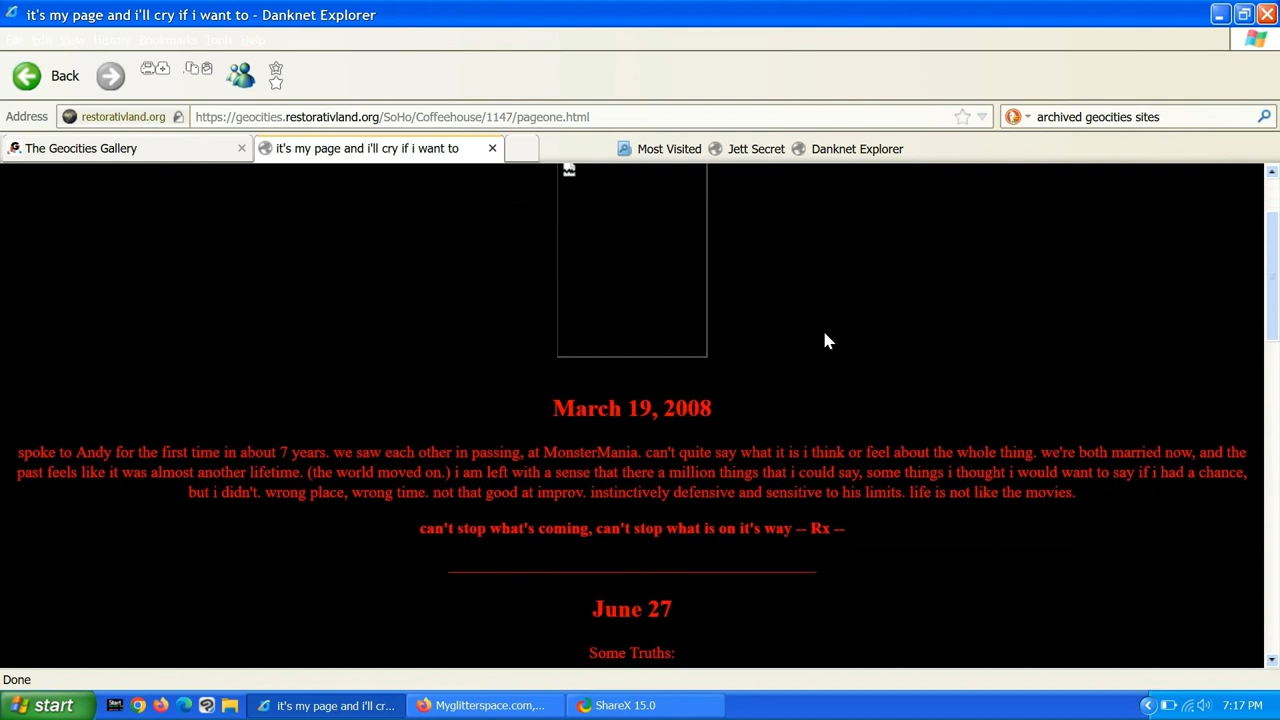 it's my page and i'll cry if i want to - Danknet Explorer
File Edit View History Bookmarks Tools Help
Back
Address restorativland.org https://geocities.restorativland.org/SoHo/Coffeehouse/1147/pageone.html archived geocities sites
The Geocities Gallery it's my page and i'll cry if i want to Most Visited Jett Secret Danknet Explorer
March 19, 2008
spoke to Andy for the first time in about 7 years. we saw each other in passing, at MonsterMania. can't quite say what it is i think or feel about the whole thing. we're both married now, and the
past feels like it was almost another lifetime. (the world moved on.) i am left with a sense that there a million things that i could say, some things i thought i would want to say if i had a chance,
but i didn't. wrong place, wrong time. not that good at improv. instinctively defensive and sensitive to his limits. life is not like the movies.
can't stop what's coming, can't stop what is on it's way -- Rx --
June 27
Some Truths:
Done
start Start it's my page and i'll cr... Myglitterspace.com,... ShareX 15.0 7:17 PM